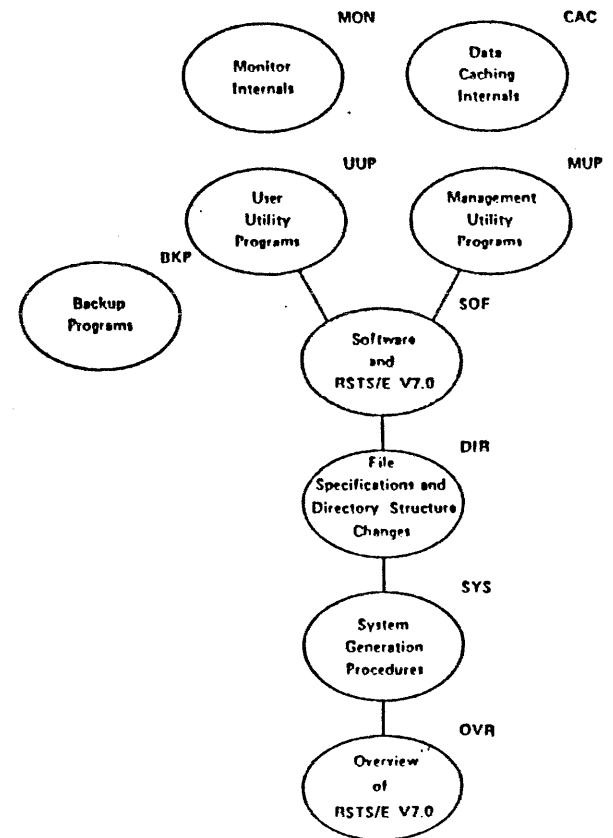 MON
Monitor
Internals
CAC
Data
Caching
Internals
UUP
User
Utility
Programs
MUP
Management
Utility
Programs
BKP
Backup
Programs
SOF
Software
and
RSTS/E V7.0
DIR
File
Specifications and
Directory Structure
Changes
SYS
System
Generation
Procedures
OVR
Overview
of
RSTS/E V7.0